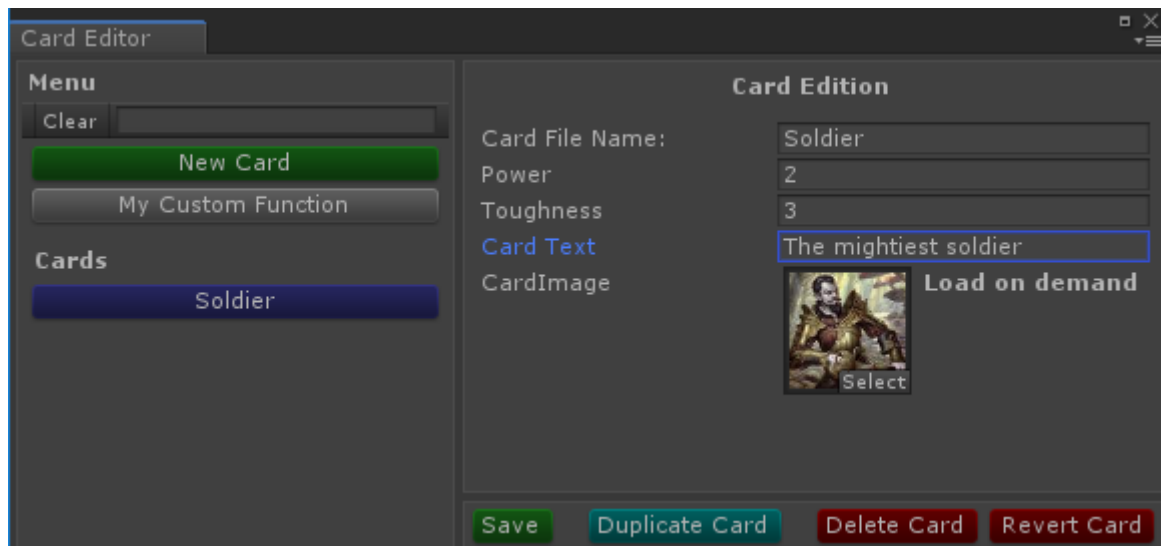 Card Editor
Menu
Clear
New Card
My Custom Function
Cards
Soldier
Card Edition
Card File Name: Soldier
Power 2
Toughness 3
Card Text The mightiest soldier
CardImage Load on demand
Select
Save Duplicate Card Delete Card Revert Card